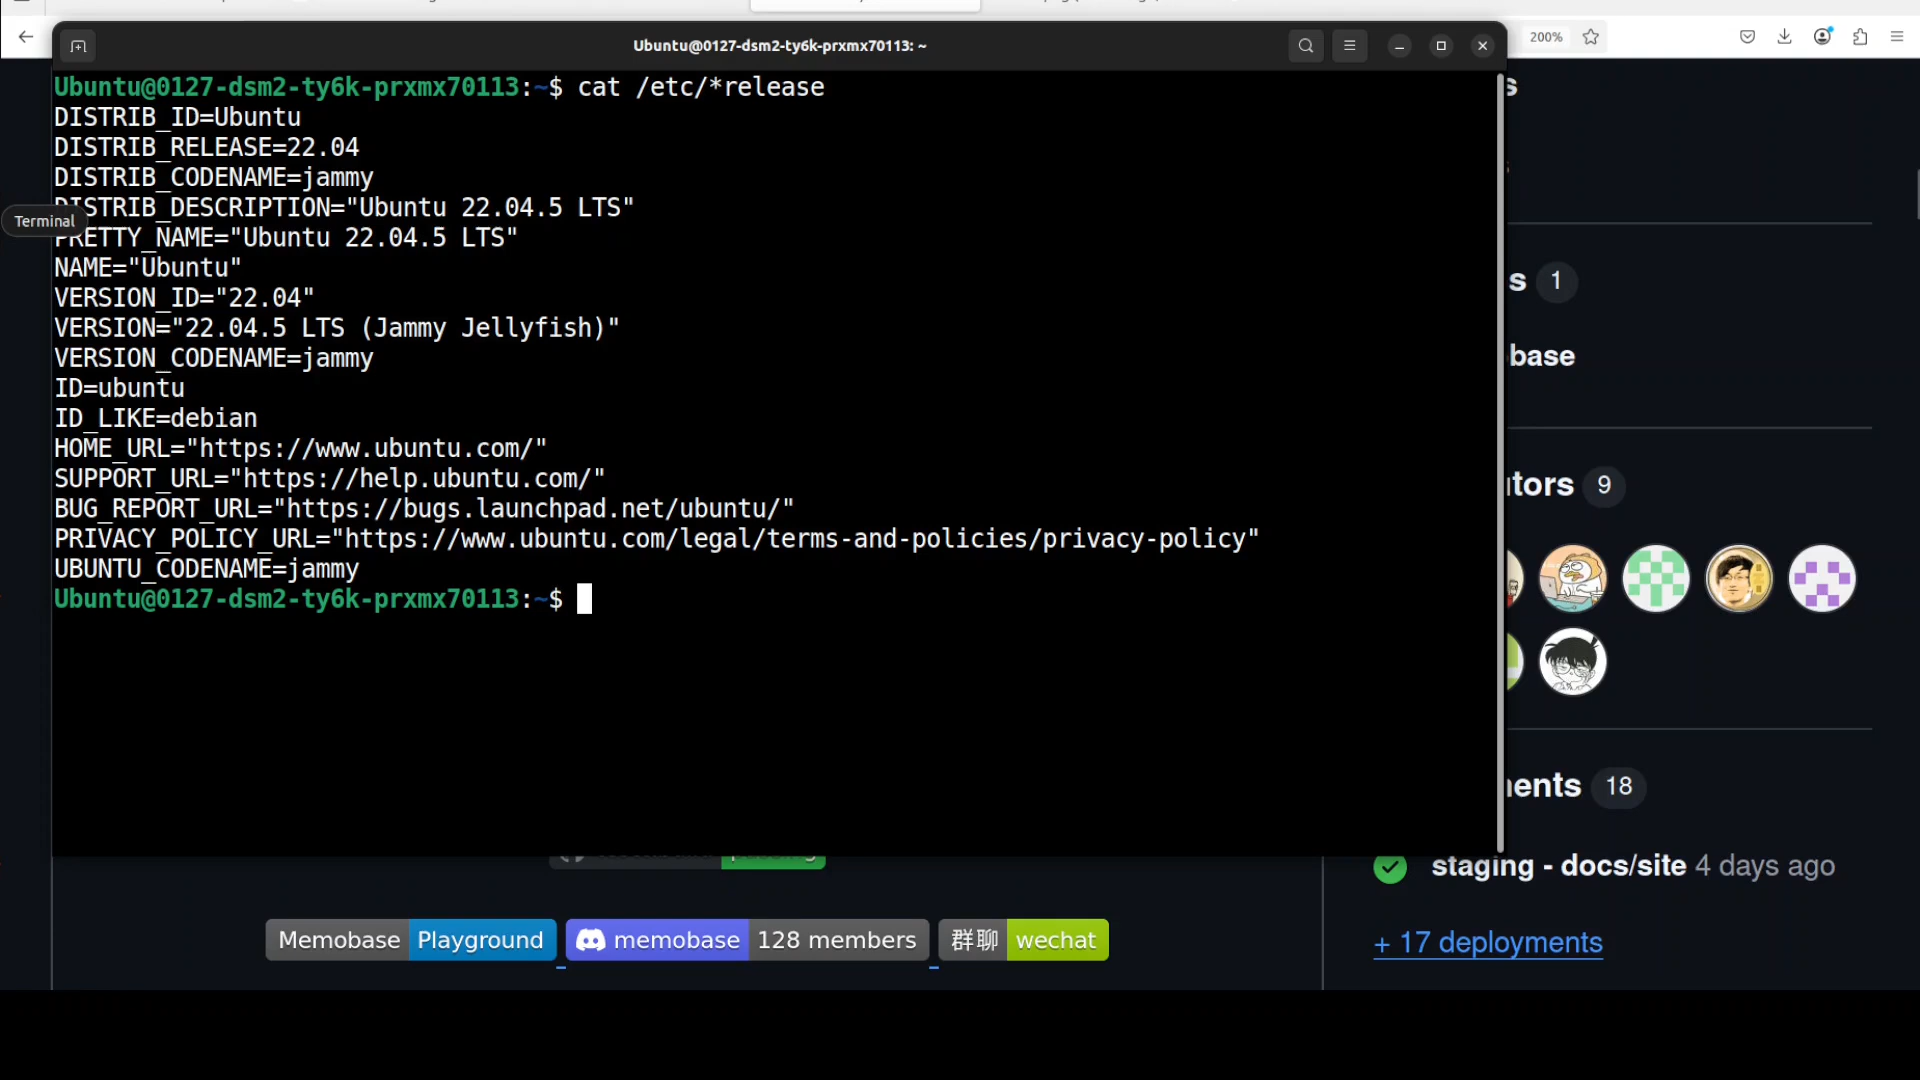 Ubuntu@0127-dsm2-ty6k-prxmx70113: ~
200%
Ubuntu@0127-dsm2-ty6k-prxmx70113:~$ cat /etc/*release
DISTRIB_ID=Ubuntu
DISTRIB_RELEASE=22.04
DISTRIB_CODENAME=jammy
DISTRIB_DESCRIPTION="Ubuntu 22.04.5 LTS"
Terminal
PRETTY_NAME="Ubuntu 22.04.5 LTS"
NAME="Ubuntu"
VERSION_ID="22.04"
VERSION="22.04.5 LTS (Jammy Jellyfish)"
VERSION_CODENAME=jammy
ID=ubuntu
ID_LIKE=debian
HOME_URL="https://www.ubuntu.com/"
SUPPORT_URL="https://help.ubuntu.com/"
BUG_REPORT_URL="https://bugs.launchpad.net/ubuntu/"
PRIVACY_POLICY_URL="https://www.ubuntu.com/legal/terms-and-policies/privacy-policy"
UBUNTU_CODENAME=jammy
Ubuntu@0127-dsm2-ty6k-prxmx70113:~$
s 1
base
tors 9
ents 18
staging - docs/site 4 days ago
+ 17 deployments
Memobase Playground
memobase 128 members
群聊 wechat